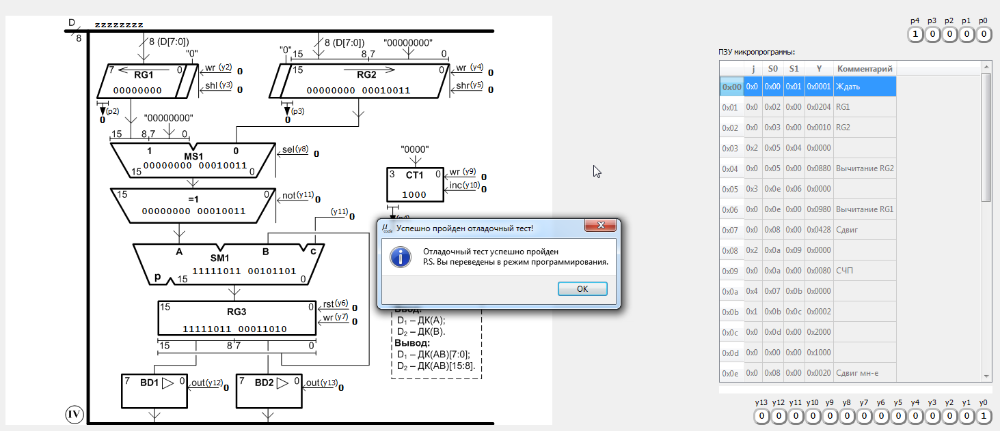 D
zzzzzzzz
8
8 (D[7:0])
"0"
7
0
RG1
00000000
wr (y2) 0
shl (y3) 0
(p2)
0
"0"
15
8 (D[7:0])
8,7
"00000000"
0
15
0
RG2
00000000 00010011
wr (y4) 0
shr(y5) 0
(p3)
0
"00000000"
15 8,7 0
1 0
MS1
00000000 00010011
15 0
sel(y8) 0
15 0
=1
00000000 00010011
not(y11) 0
(y11) 0
A B c
SM1
11111011 00101101
p 15 0
15 0
RG3
11111011 00011010
rst(y6) 0
wr (y7) 0
15 8 7 0
7 BD1 0
out(y12) 0
7 BD2 0
out(y13) 0
IV
"0000"
3 CT1 0
1000
wr (y9) 0
inc(y10) 0
μ code Успешно пройден отладочный тест!
Отладочный тест успешно пройден
P.S. Вы переведены в режим программирования.
OK
Ввод:
D1 – ДК(A);
D2 – ДК(B).
Вывод:
D1 – ДК(AB)[7:0];
D2 – ДК(AB)[15:8].
p4 p3 p2 p1 p0
1 0 0 0 0
ПЗУ микропрограммы:
j S0 S1 Y Комментарий
0x00 0x0 0x00 0x01 0x0001 Ждать
0x01 0x0 0x02 0x00 0x0204 RG1
0x02 0x0 0x03 0x00 0x0010 RG2
0x03 0x2 0x05 0x04 0x0000
0x04 0x0 0x05 0x00 0x0880 Вычитание RG2
0x05 0x3 0x0e 0x06 0x0000
0x06 0x0 0x0e 0x00 0x0980 Вычитание RG1
0x07 0x0 0x08 0x00 0x0428 Сдвиг
0x08 0x2 0x0a 0x09 0x0000
0x09 0x0 0x0a 0x00 0x0080 СЧП
0x0a 0x4 0x07 0x0b 0x0000
0x0b 0x1 0x0b 0x0c 0x0002
0x0c 0x0 0x0d 0x00 0x2000
0x0d 0x0 0x00 0x00 0x1000
0x0e 0x0 0x08 0x00 0x0020 Сдвиг мн-е
y13 y12 y11 y10 y9 y8 y7 y6 y5 y4 y3 y2 y1 y0
0 0 0 0 0 0 0 0 0 0 0 0 0 1